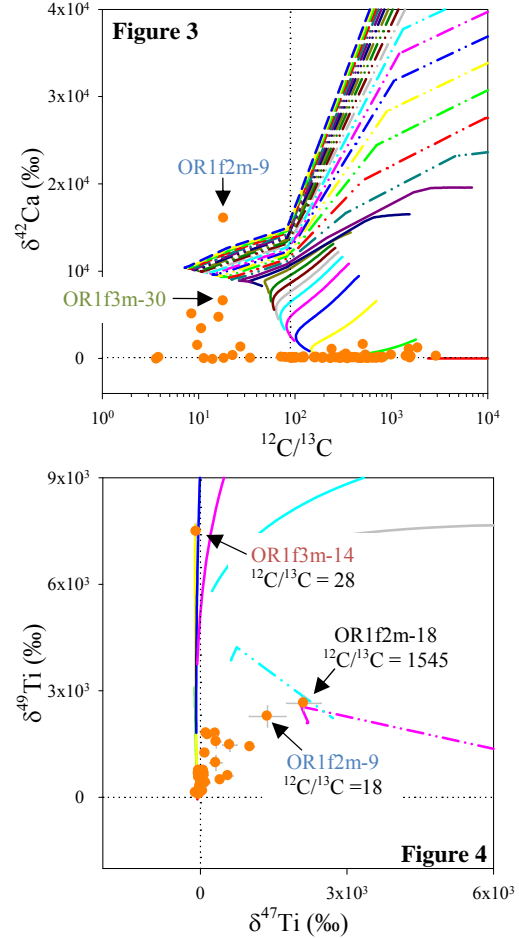 Figure 3
δ⁴²Ca (‰)
4x10⁴
3x10⁴
2x10⁴
10⁴
0
OR1f2m-9
OR1f3m-30
10⁰ 10¹ 10² 10³ 10⁴
¹²C/¹³C
δ⁴⁹Ti (‰)
9x10³
6x10³
3x10³
0
OR1f3m-14
¹²C/¹³C = 28
OR1f2m-18
¹²C/¹³C = 1545
OR1f2m-9
¹²C/¹³C =18
Figure 4
0 3x10³ 6x10³
δ⁴⁷Ti (‰)